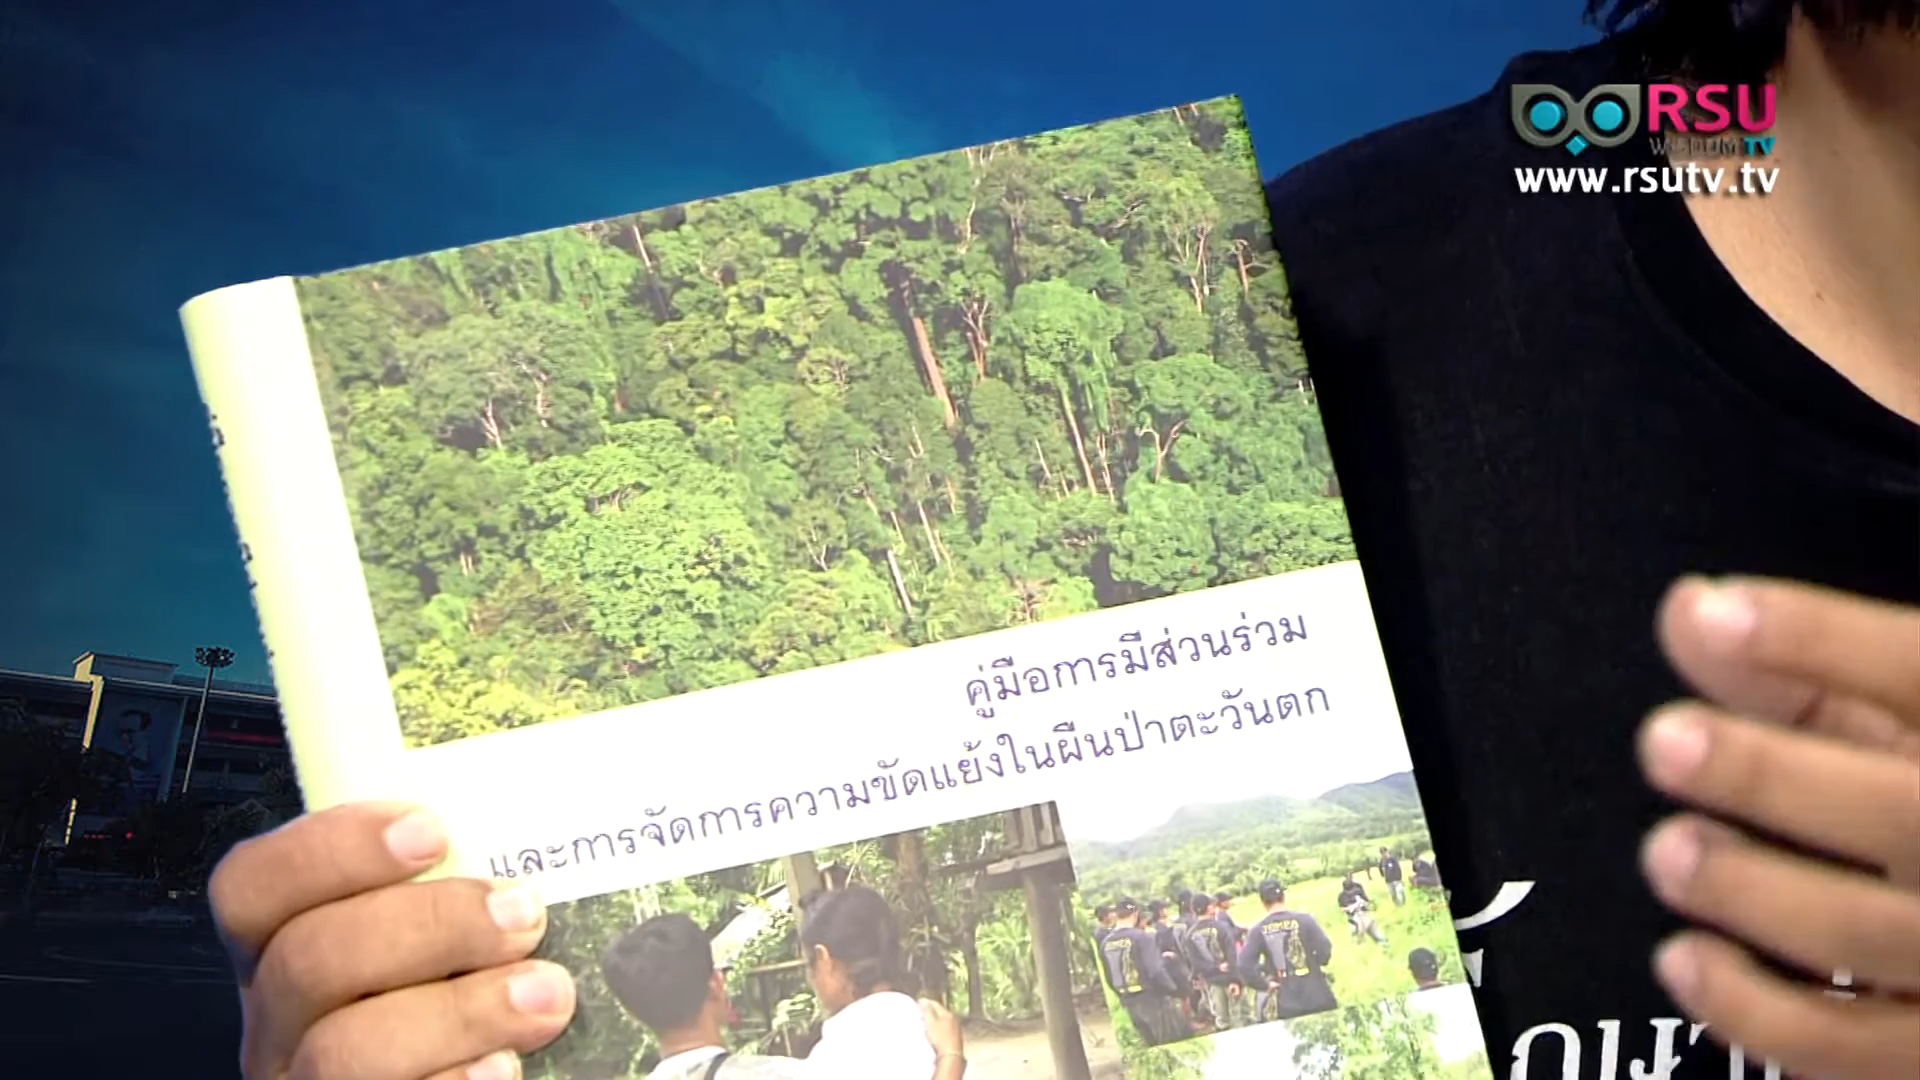 RSU
WISDOM TV
www.rsutv.tv
คู่มือการมีส่วนร่วม
และการจัดการความขัดแย้งในผืนป่าตะวันตก